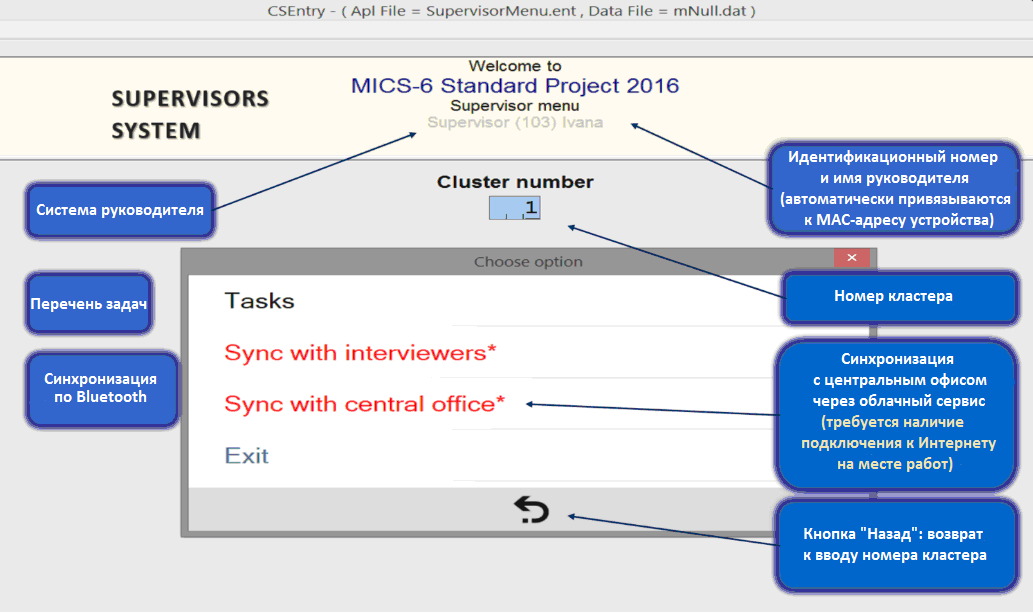 CSEntry - ( Apl File = SupervisorMenu.ent , Data File = mNull.dat )
Welcome to
MICS-6 Standard Project 2016
Supervisor menu
Supervisor (103) Ivana
SUPERVISORS
SYSTEM
Идентификационный номер
и имя руководителя
(автоматически привязываются
к MAC-адресу устройства)
Система руководителя
Cluster number
1
Choose option
×
Перечень задач
Tasks
Номер кластера
Синхронизация
по Bluetooth
Sync with interviewers*
Sync with central office*
Синхронизация
с центральным офисом
через облачный сервис
(требуется наличие
подключения к Интернету
на месте работ)
Exit
Кнопка "Назад": возврат
к вводу номера кластера